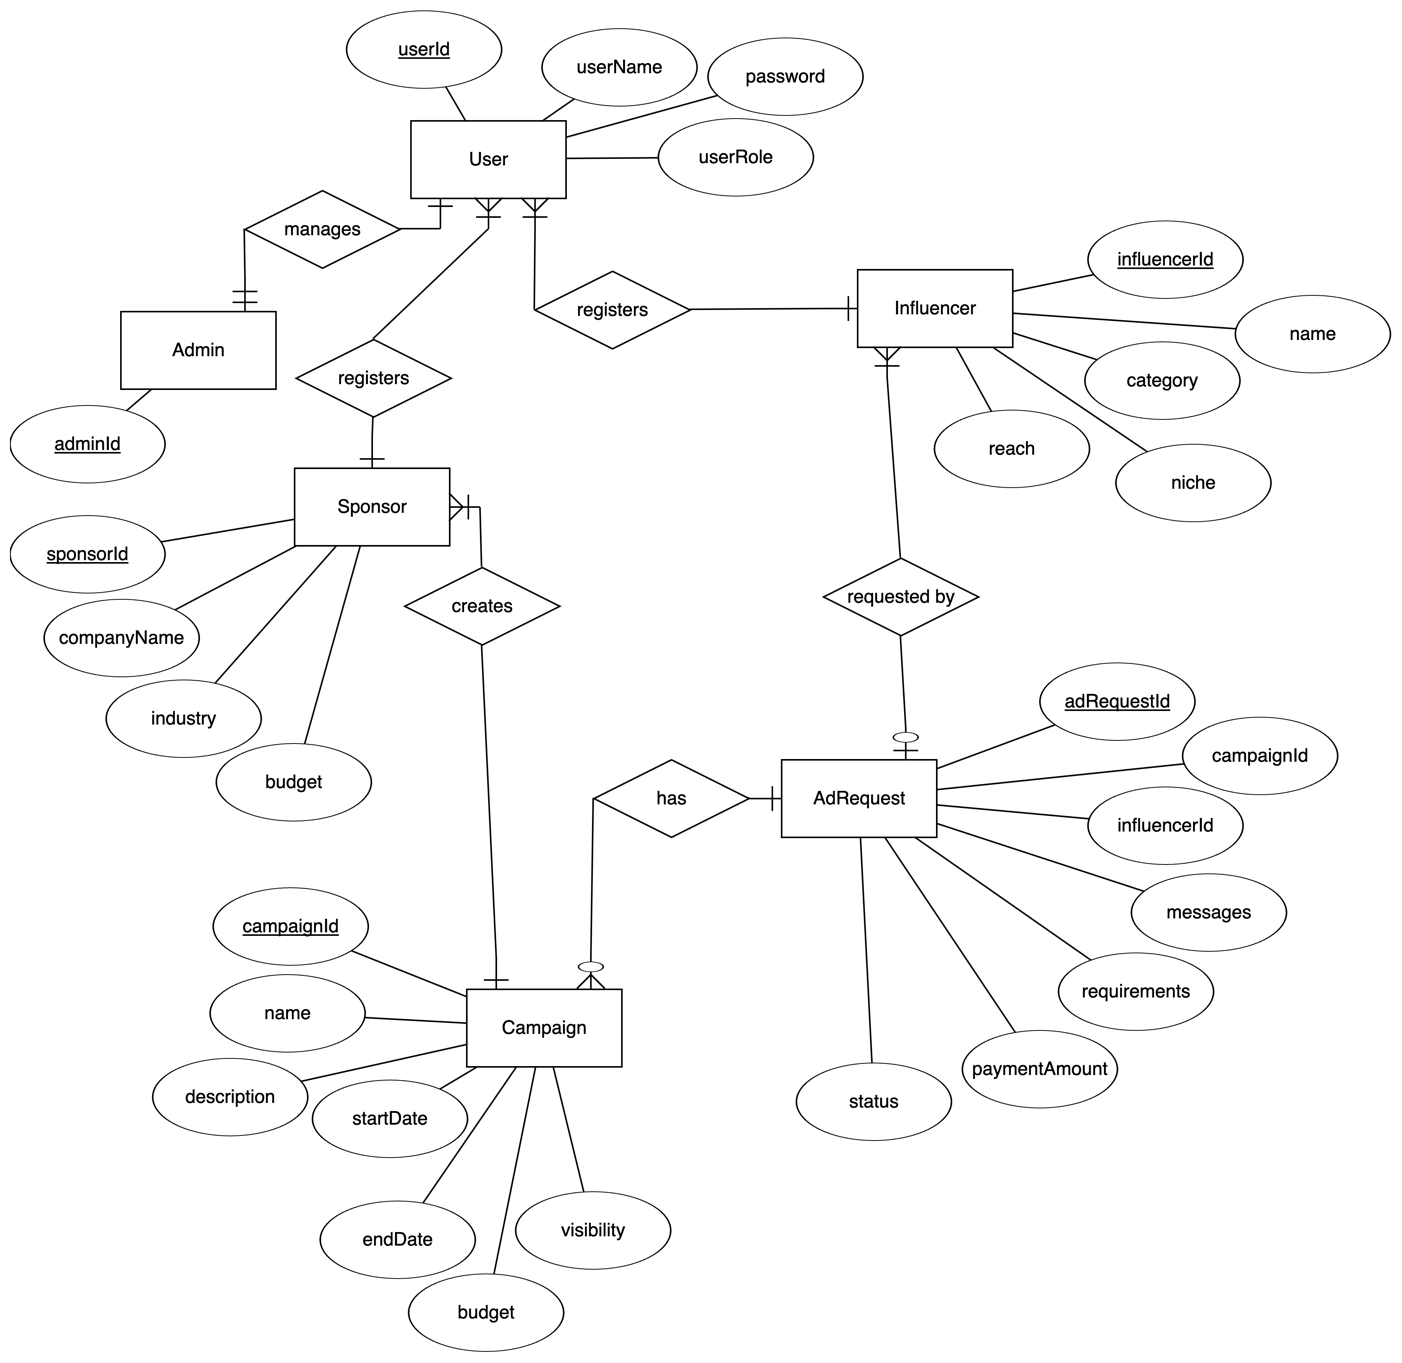 userId
userName
password
User
userRole
manages
influencerId
registers
Influencer
name
Admin
registers
category
adminId
reach
niche
Sponsor
sponsorId
creates
requested by
companyName
adRequestId
industry
campaignId
budget
has
AdRequest
influencerId
messages
campaignId
requirements
name
Campaign
paymentAmount
description
status
startDate
visibility
endDate
budget